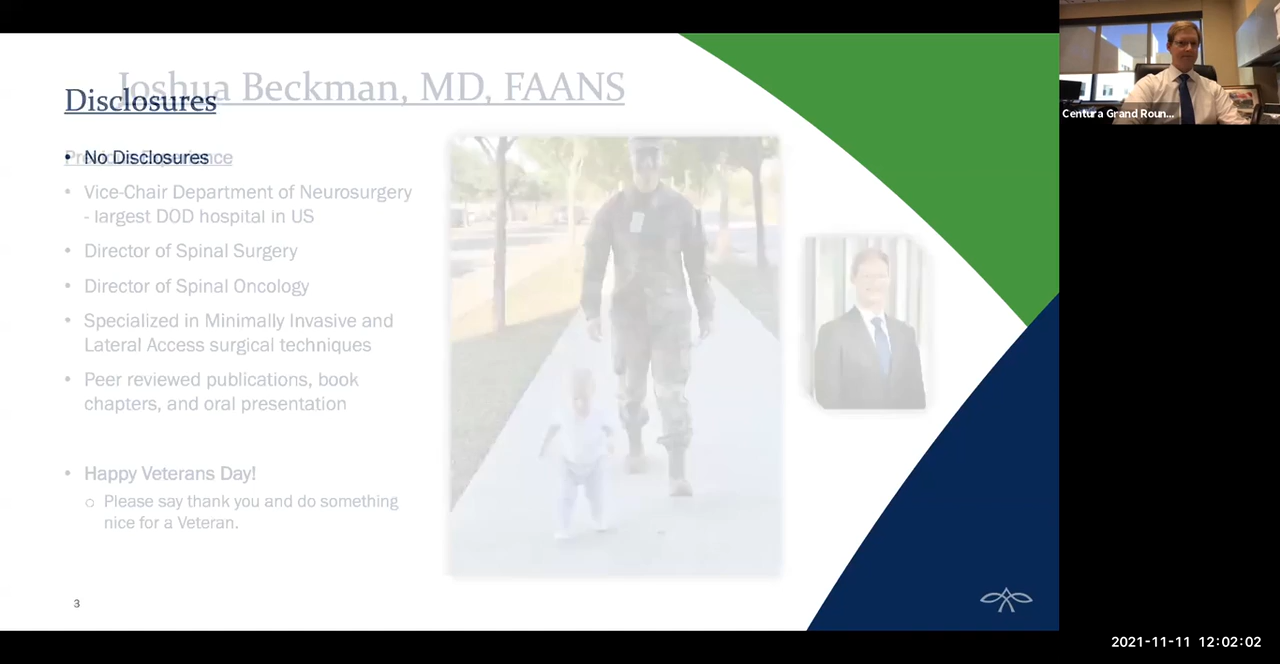 Joshua Beckman, MD, FAANS
Disclosures
• No Disclosures
Previous Experience
• Vice-Chair Department of Neurosurgery
- largest DOD hospital in US
• Director of Spinal Surgery
• Director of Spinal Oncology
• Specialized in Minimally Invasive and
Lateral Access surgical techniques
• Peer reviewed publications, book
chapters, and oral presentation
• Happy Veterans Day!
○ Please say thank you and do something
nice for a Veteran.
3
Centura Grand Roun...
2021-11-11 12:02:02